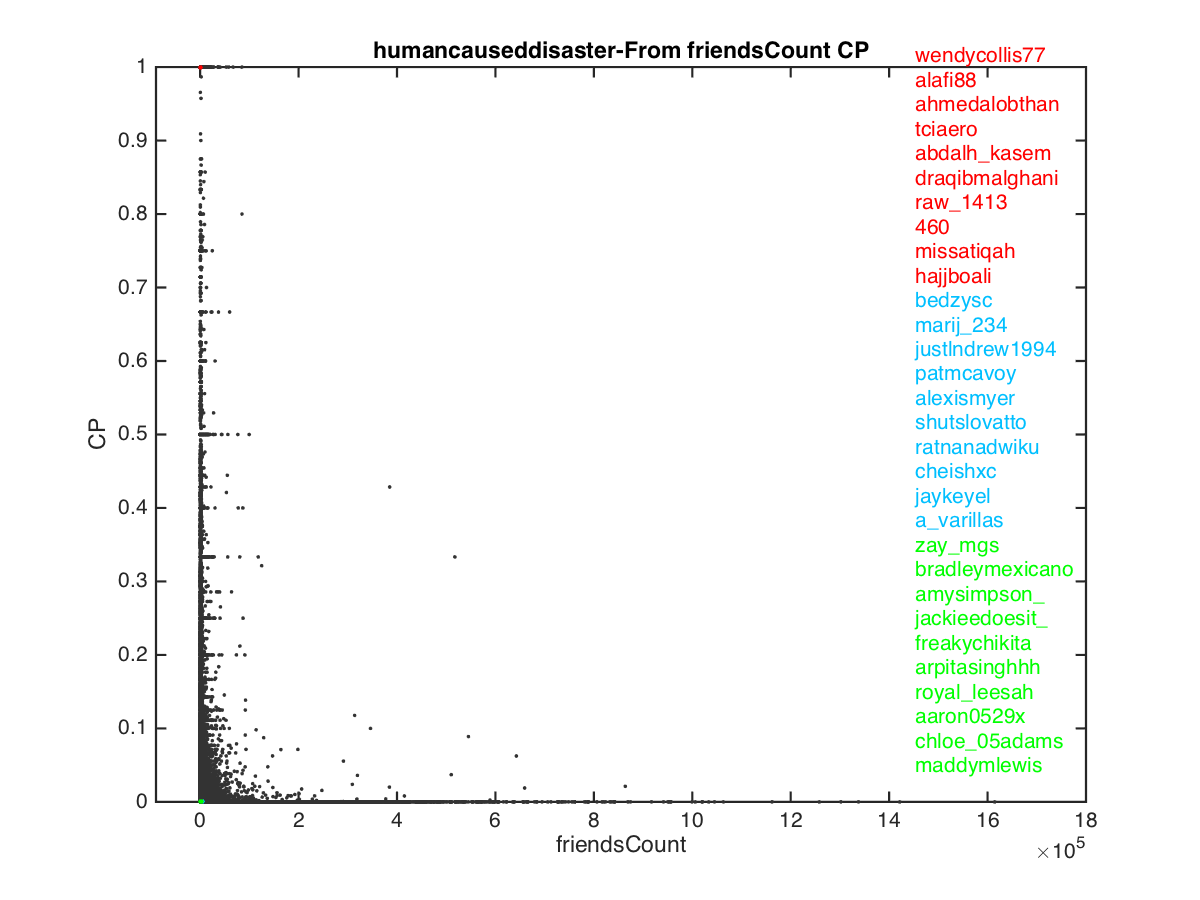 humancauseddisaster-From friendsCount CP
wendycollis77
alafi88
ahmedalobthan
tciaero
abdalh_kasem
draqibmalghani
raw_1413
460
missatiqah
hajjboali
bedzysc
marij_234
justlndrew1994
patmcavoy
alexismyer
shutslovatto
ratnanadwiku
cheishxc
jaykeyel
a_varillas
zay_mgs
bradleymexicano
amysimpson_
jackieedoesit_
freakychikita
arpitasinghhh
royal_leesah
aaron0529x
chloe_05adams
maddymlewis
1
0.9
0.8
0.7
0.6
0.5
0.4
0.3
0.2
0.1
0
CP
0 2 4 6 8 10 12 14 16 18
friendsCount
×10⁵